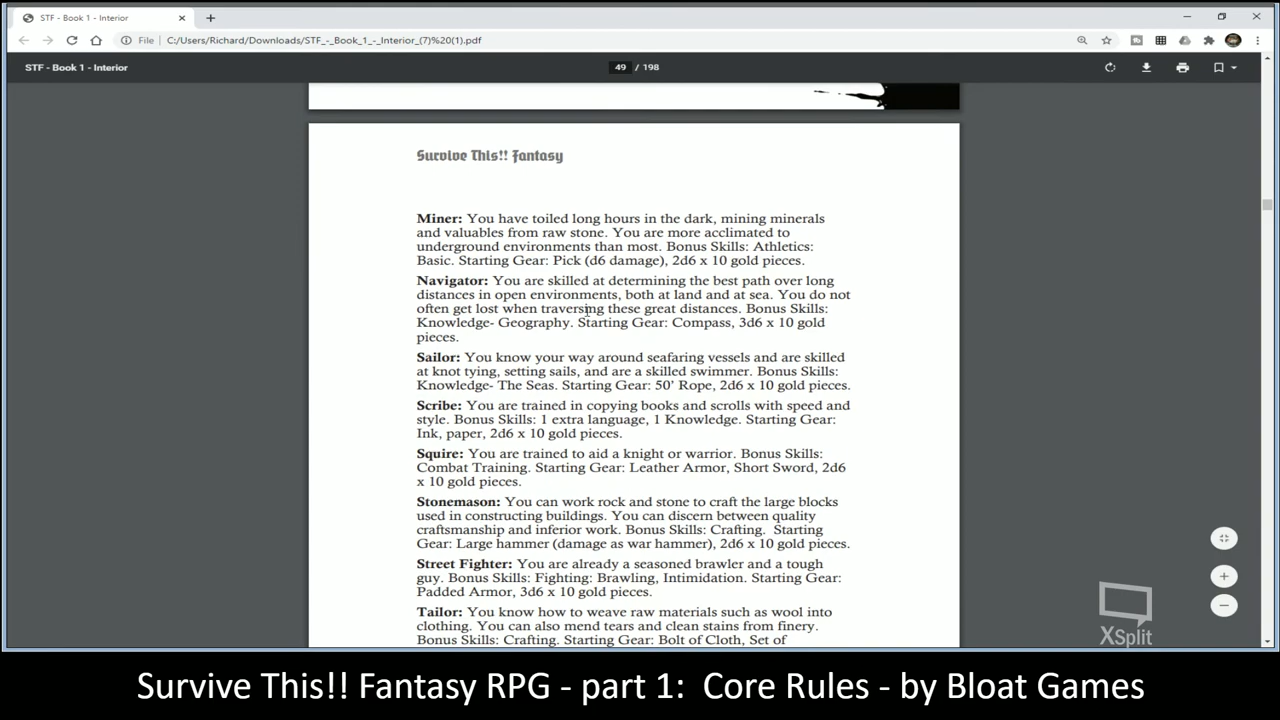 STF - Book 1 - Interior
File C:/Users/Richard/Downloads/STF_-_Book_1_-_Interior_(7)%20(1).pdf
STF - Book 1 - Interior
49 / 198
Survive This!! Fantasy
Miner: You have toiled long hours in the dark, mining minerals
and valuables from raw stone. You are more acclimated to
underground environments than most. Bonus Skills: Athletics:
Basic. Starting Gear: Pick (d6 damage), 2d6 x 10 gold pieces.
Navigator: You are skilled at determining the best path over long
distances in open environments, both at land and at sea. You do not
often get lost when traversing these great distances. Bonus Skills:
Knowledge- Geography. Starting Gear: Compass, 3d6 x 10 gold
pieces.
Sailor: You know your way around seafaring vessels and are skilled
at knot tying, setting sails, and are a skilled swimmer. Bonus Skills:
Knowledge- The Seas. Starting Gear: 50’ Rope, 2d6 x 10 gold pieces.
Scribe: You are trained in copying books and scrolls with speed and
style. Bonus Skills: 1 extra language, 1 Knowledge. Starting Gear:
Ink, paper, 2d6 x 10 gold pieces.
Squire: You are trained to aid a knight or warrior. Bonus Skills:
Combat Training. Starting Gear: Leather Armor, Short Sword, 2d6
x 10 gold pieces.
Stonemason: You can work rock and stone to craft the large blocks
used in constructing buildings. You can discern between quality
craftsmanship and inferior work. Bonus Skills: Crafting. Starting
Gear: Large hammer (damage as war hammer), 2d6 x 10 gold pieces.
Street Fighter: You are already a seasoned brawler and a tough
guy. Bonus Skills: Fighting: Brawling, Intimidation. Starting Gear:
Padded Armor, 3d6 x 10 gold pieces.
Tailor: You know how to weave raw materials such as wool into
clothing. You can also mend tears and clean stains from finery.
Bonus Skills: Crafting. Starting Gear: Bolt of Cloth, Set of
XSplit
Survive This!! Fantasy RPG - part 1: Core Rules - by Bloat Games